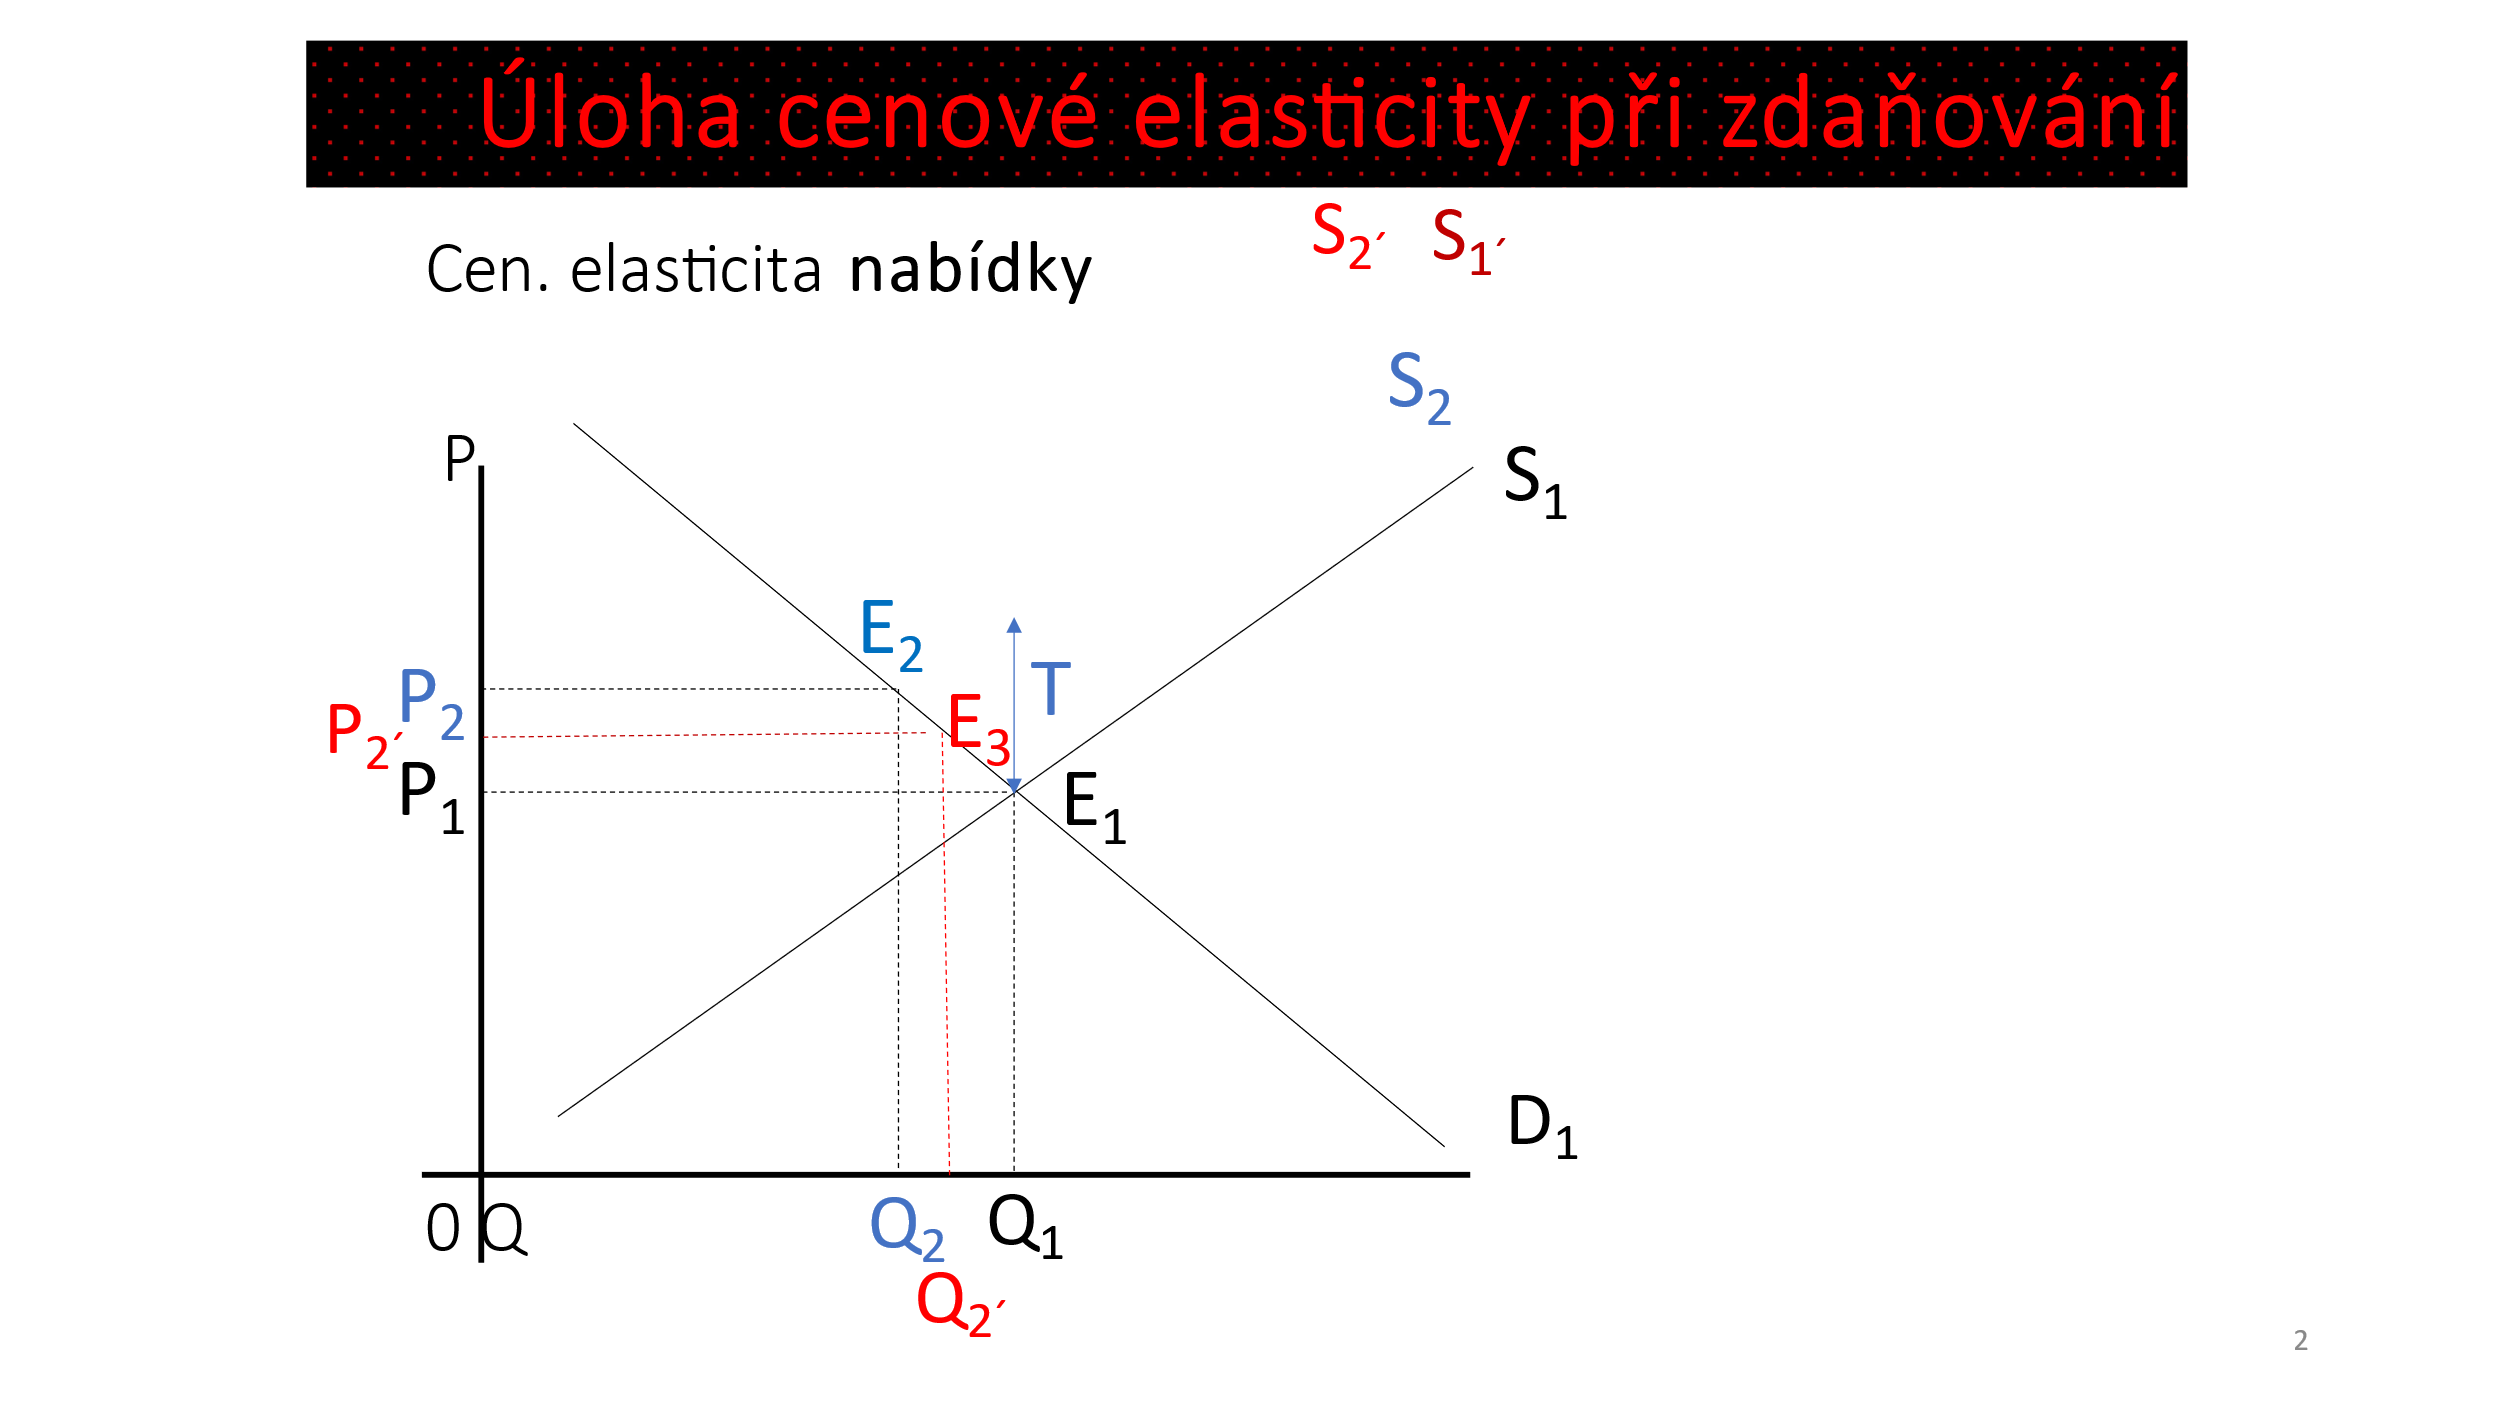 Úloha cenové elasticity při zdaňování
S2´ S1´
Cen. elasticita nabídky
S2
P
S1
E2
T
P2
E3
P2´
P1
E1
D1
0 Q
Q2 Q1
Q2´
2